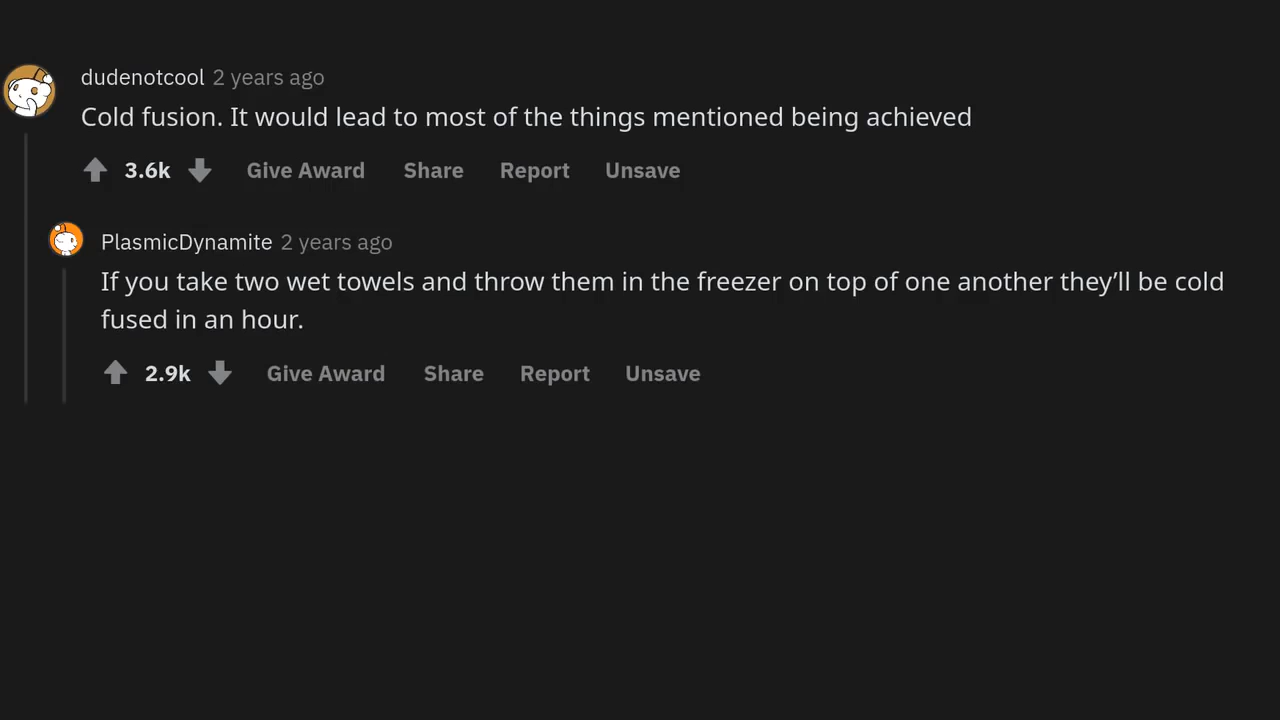 dudenotcool 2 years ago
Cold fusion. It would lead to most of the things mentioned being achieved
3.6k Give Award Share Report Unsave
PlasmicDynamite 2 years ago
If you take two wet towels and throw them in the freezer on top of one another they’ll be cold
fused in an hour.
2.9k Give Award Share Report Unsave